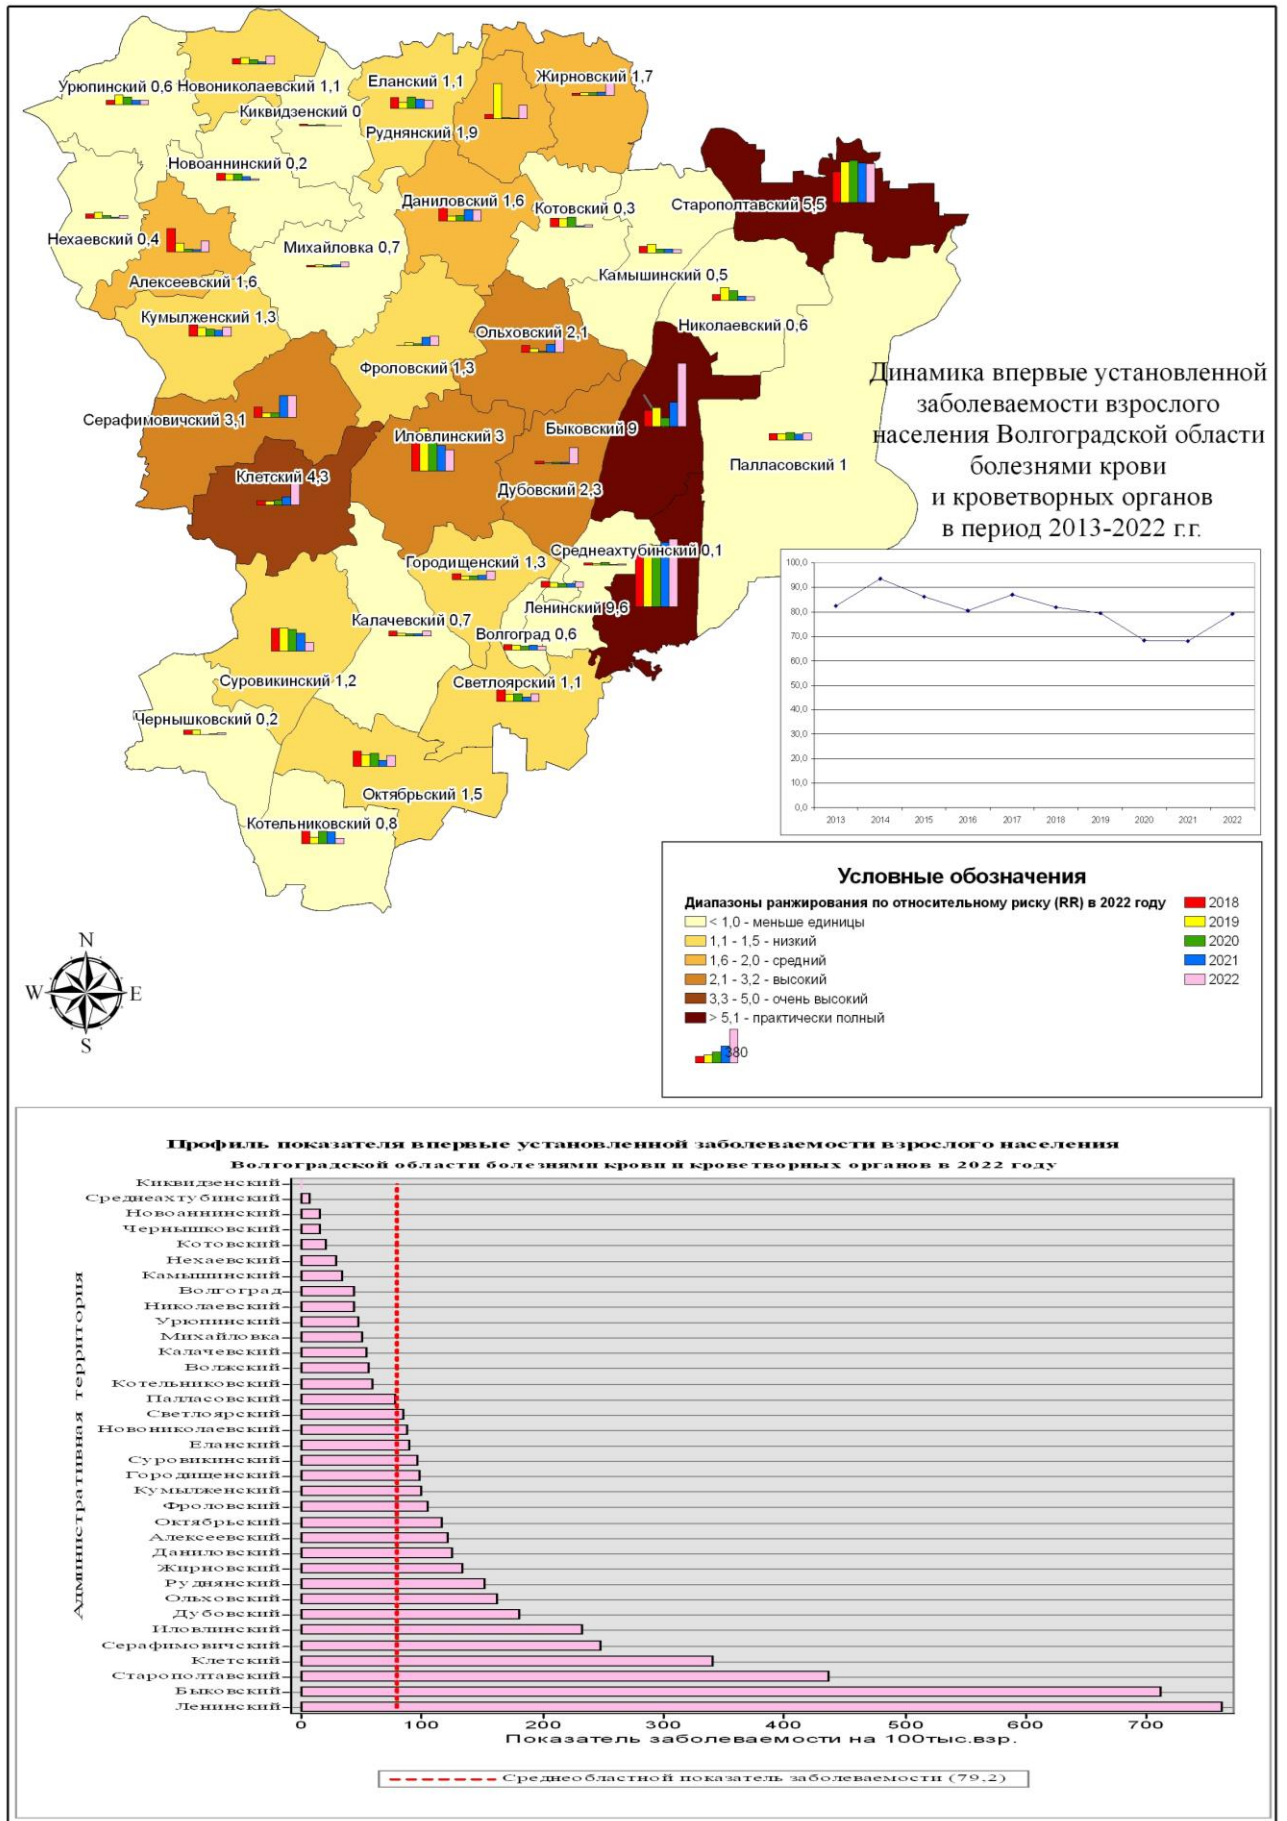 Урюпинский 0,6
Новониколаевский 1,1
Киквидзенский 0
Еланский 1,1
Руднянский 1,9
Жирновский 1,7
Новоаннинский 0,2
Нехаевский 0,4
Алексеевский 1,6
Михайловка 0,7
Даниловский 1,6
Котовский 0,3
Камышинский 0,5
Старополтавский 5,5
Николаевский 0,6
Кумылженский 1,3
Фроловский 1,3
Ольховский 2,1
Серафимовичский 3,1
Иловлинский 3
Быковский 9
Палласовский 1
Клетский 4,3
Дубовский 2,3
Городищенский 1,3
Среднеахтубинский 0,1
Ленинский 9,6
Калачевский 0,7
Волгоград 0,6
Суровикинский 1,2
Светлоярский 1,1
Чернышковский 0,2
Октябрьский 1,5
Котельниковский 0,8
Динамика впервые установленной
заболеваемости взрослого
населения Волгоградской области
болезнями крови
и кроветворных органов
в период 2013-2022 г.г.
100,0
90,0
80,0
70,0
60,0
50,0
40,0
30,0
20,0
10,0
0,0
2013 2014 2015 2016 2017 2018 2019 2020 2021 2022
Условные обозначения
Диапазоны ранжирования по относительному риску (RR) в 2022 году
< 1,0 - меньше единицы
1,1 - 1,5 - низкий
1,6 - 2,0 - средний
2,1 - 3,2 - высокий
3,3 - 5,0 - очень высокий
> 5,1 - практически полный
380
2018
2019
2020
2021
2022
N
W E
S
Профиль показателя впервые установленной заболеваемости взрослого населения
Волгоградской области болезнями крови и кроветворных органов в 2022 году
Административная территория
Киквидзенский
Среднеахтубинский
Новоаннинский
Чернышковский
Котовский
Нехаевский
Камышинский
Волгоград
Николаевский
Урюпинский
Михайловка
Калачевский
Волжский
Котельниковский
Палласовский
Светлоярский
Новониколаевский
Еланский
Суровикинский
Городищенский
Кумылженский
Фроловский
Октябрьский
Алексеевский
Даниловский
Жирновский
Руднянский
Ольховский
Дубовский
Иловлинский
Серафимовичский
Клетский
Старополтавский
Быковский
Ленинский
0 100 200 300 400 500 600 700
Показатель заболеваемости на 100тыс.взр.
Среднеобластной показатель заболеваемости (79,2)